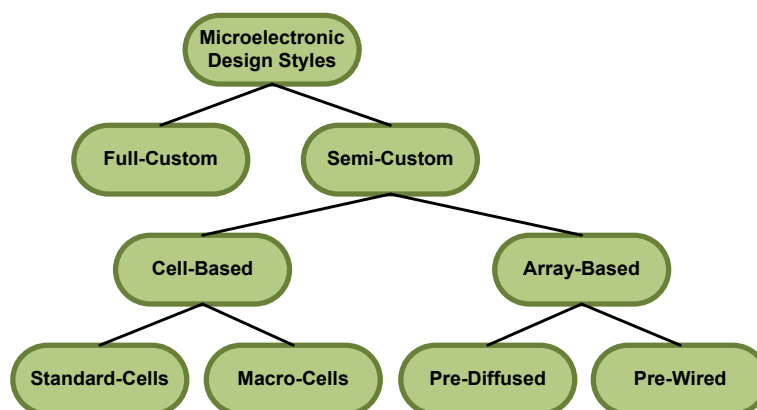 Microelectronic
Design Styles
Full-Custom
Semi-Custom
Cell-Based
Array-Based
Standard-Cells
Macro-Cells
Pre-Diffused
Pre-Wired